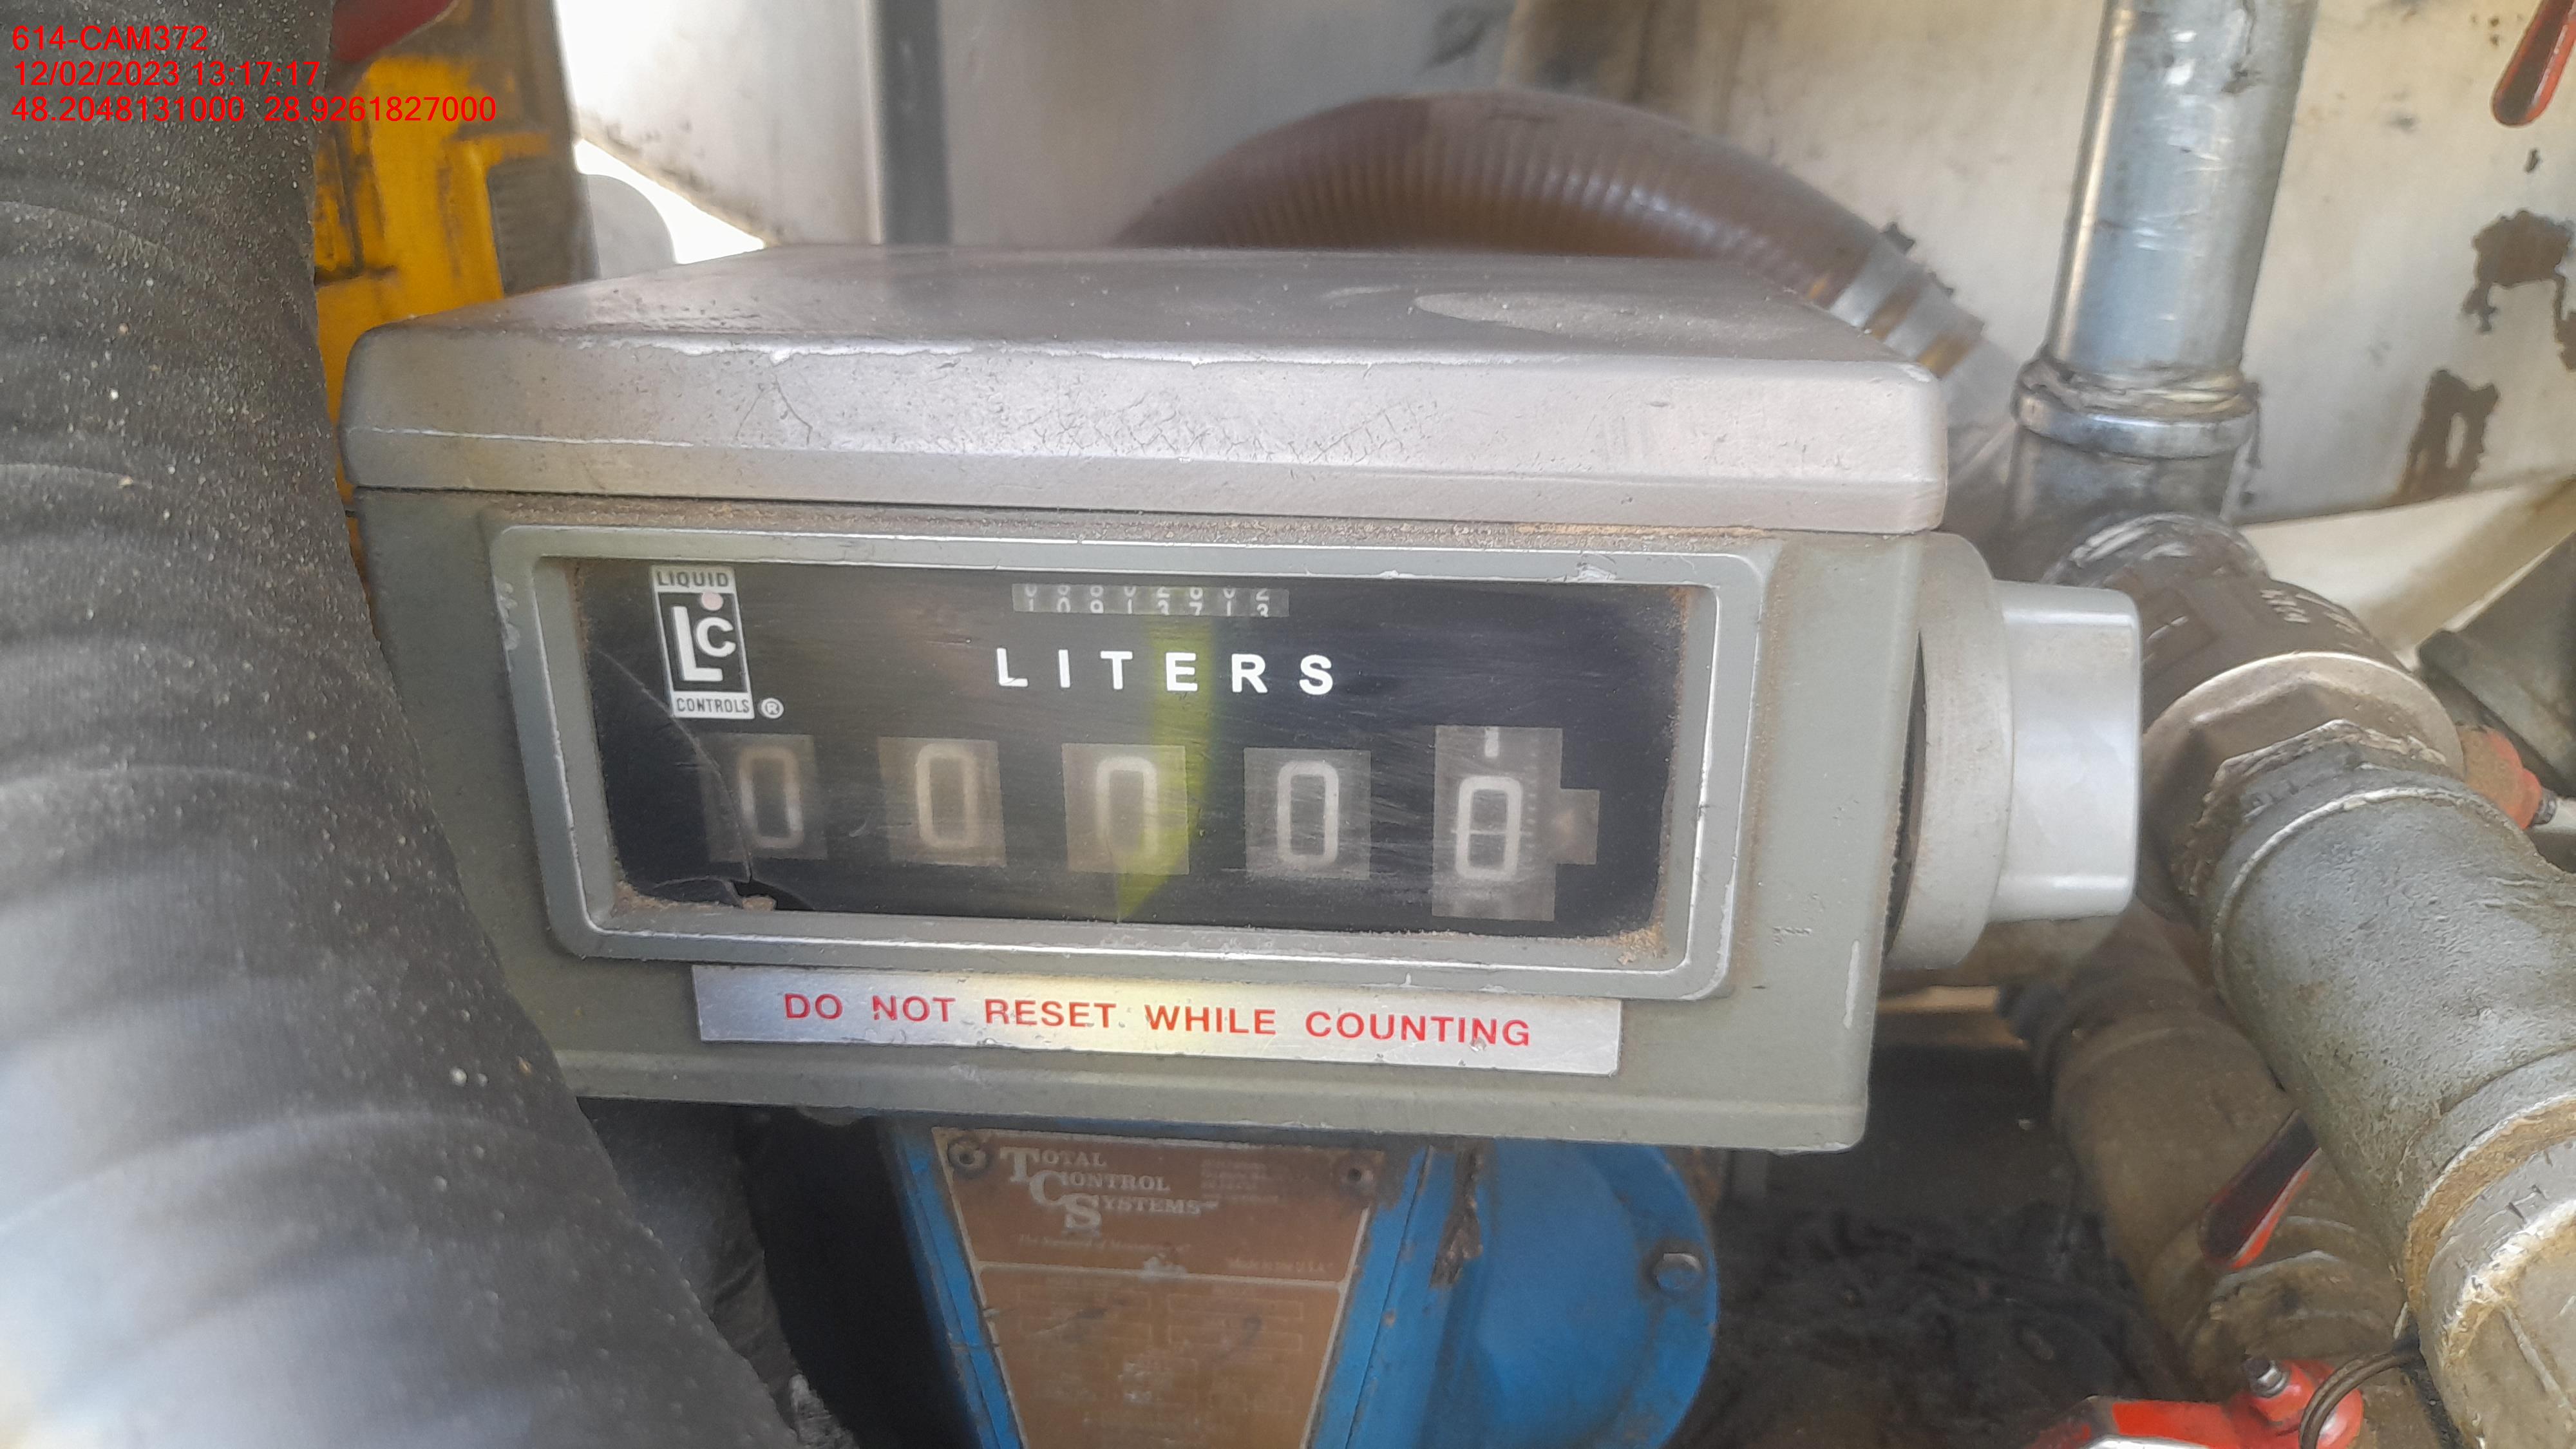 614-CAM372
12/02/2023 13:17:17
48.2048131000 28.9261827000
LIQUID
LC
CONTROLS ®
LITERS
0 0 0 0 0
DO NOT RESET WHILE COUNTING
TOTAL
CONTROL
SYSTEMS